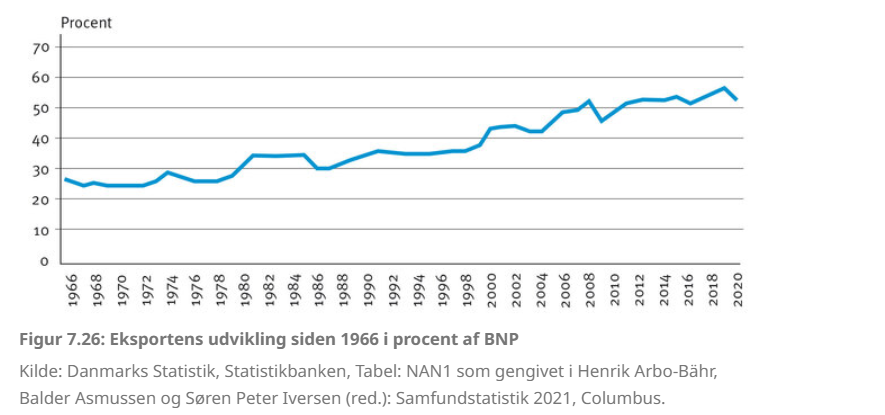 Procent
70
60
50
40
30
20
10
0
1966 1968 1970 1972 1974 1976 1978 1980 1982 1984 1986 1988 1990 1992 1994 1996 1998 2000 2002 2004 2006 2008 2010 2012 2014 2016 2018 2020
Figur 7.26: Eksportens udvikling siden 1966 i procent af BNP
Kilde: Danmarks Statistik, Statistikbanken, Tabel: NAN1 som gengivet i Henrik Arbo-Bähr,
Balder Asmussen og Søren Peter Iversen (red.): Samfundstatistik 2021, Columbus.